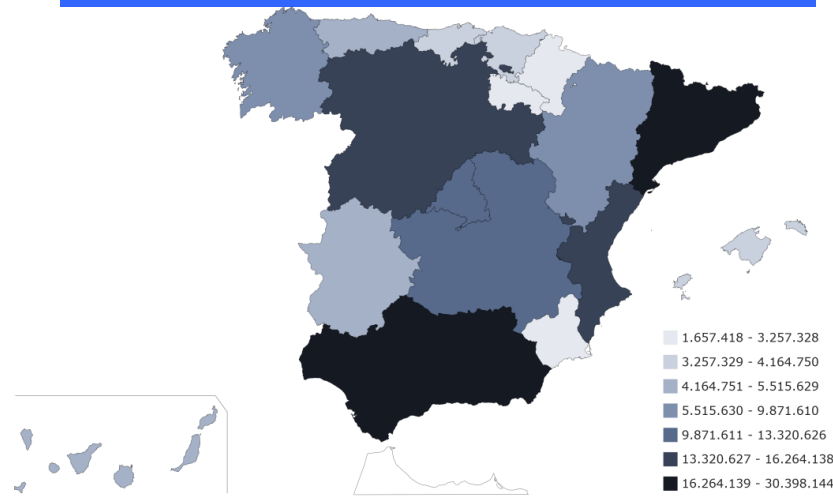 1.657.418 - 3.257.328
3.257.329 - 4.164.750
4.164.751 - 5.515.629
5.515.630 - 9.871.610
9.871.611 - 13.320.626
13.320.627 - 16.264.138
16.264.139 - 30.398.144